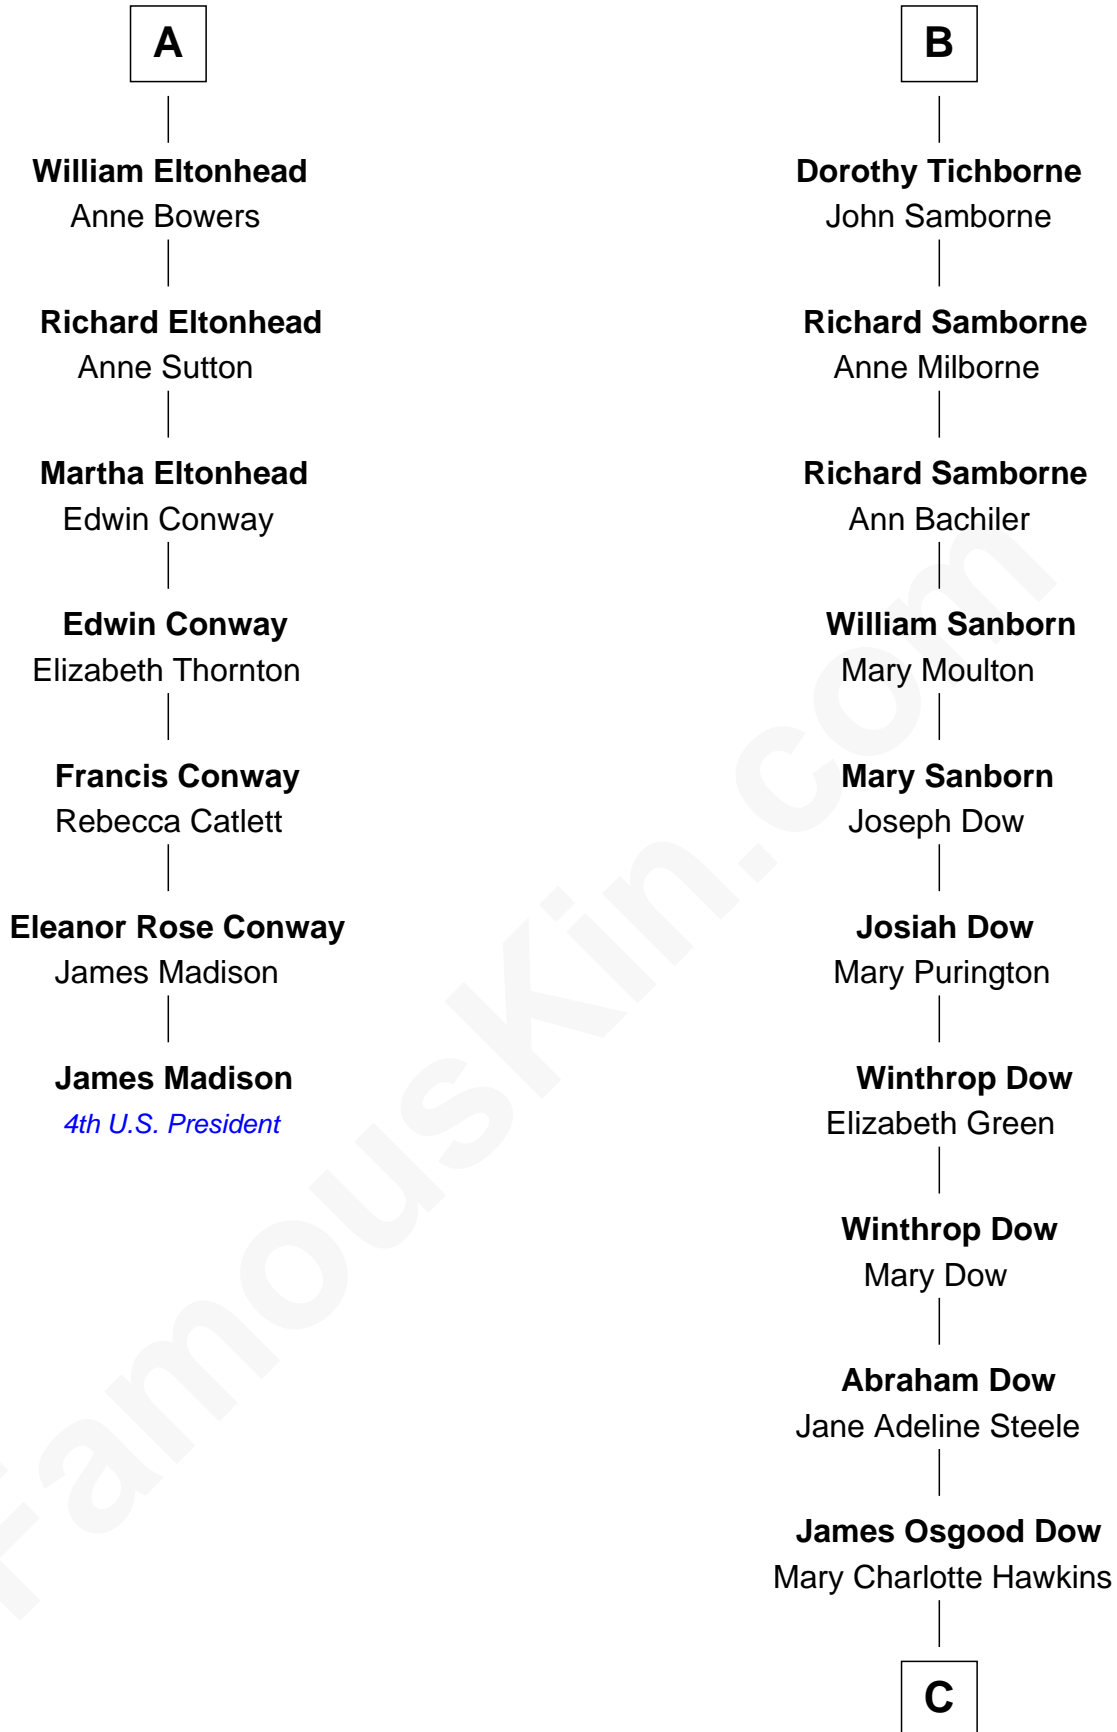 A
William Eltonhead
Anne Bowers
Richard Eltonhead
Anne Sutton
Martha Eltonhead
Edwin Conway
Edwin Conway
Elizabeth Thornton
Francis Conway
Rebecca Catlett
Eleanor Rose Conway
James Madison
James Madison
4th U.S. President
B
Dorothy Tichborne
John Samborne
Richard Samborne
Anne Milborne
Richard Samborne
Ann Bachiler
William Sanborn
Mary Moulton
Mary Sanborn
Joseph Dow
Josiah Dow
Mary Purington
Winthrop Dow
Elizabeth Green
Winthrop Dow
Mary Dow
Abraham Dow
Jane Adeline Steele
James Osgood Dow
Mary Charlotte Hawkins
C
FamousKin.com